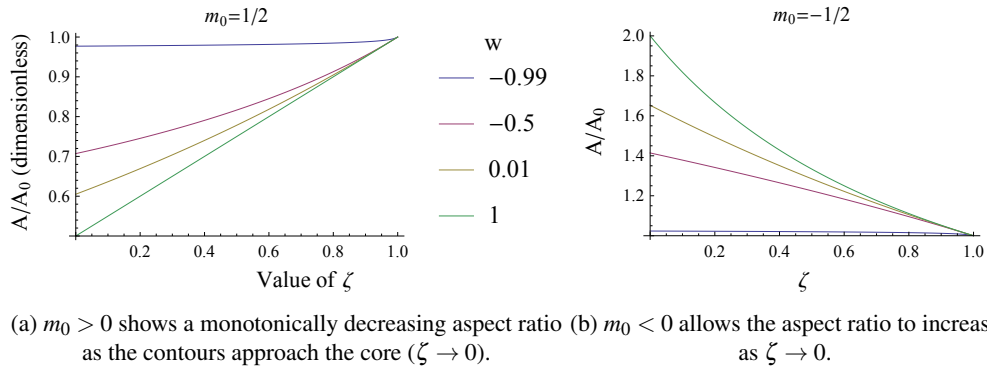 m₀=1/2
A/A₀ (dimensionless)
1.0
0.9
0.8
0.7
0.6
0.2
0.4
0.6
0.8
1.0
Value of ζ
w
−0.99
−0.5
0.01
1
m₀=−1/2
A/A₀
2.0
1.8
1.6
1.4
1.2
0.2
0.4
0.6
0.8
1.0
ζ
(a) m₀ > 0 shows a monotonically decreasing aspect ratio
as the contours approach the core (ζ → 0).
(b) m₀ < 0 allows the aspect ratio to increas
as ζ → 0.